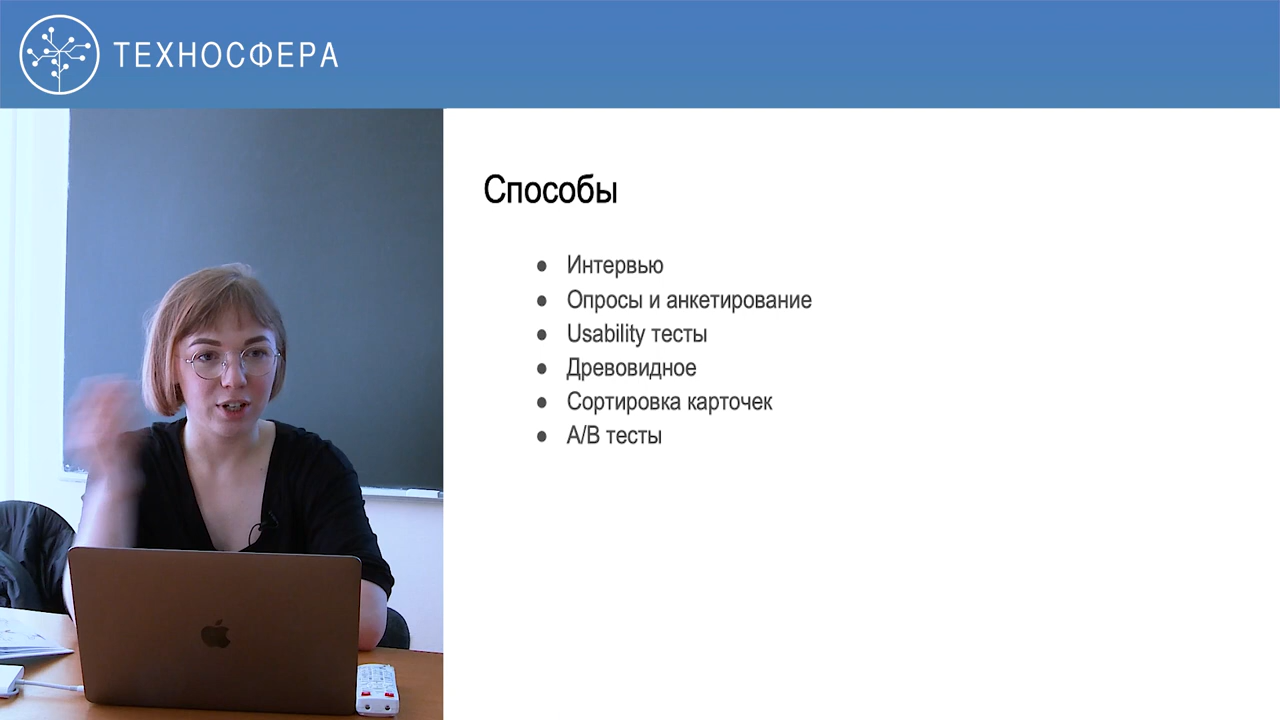 ТЕХНОСФЕРА
Способы
● Интервью
● Опросы и анкетирование
● Usability тесты
● Древовидное
● Сортировка карточек
● A/B тесты